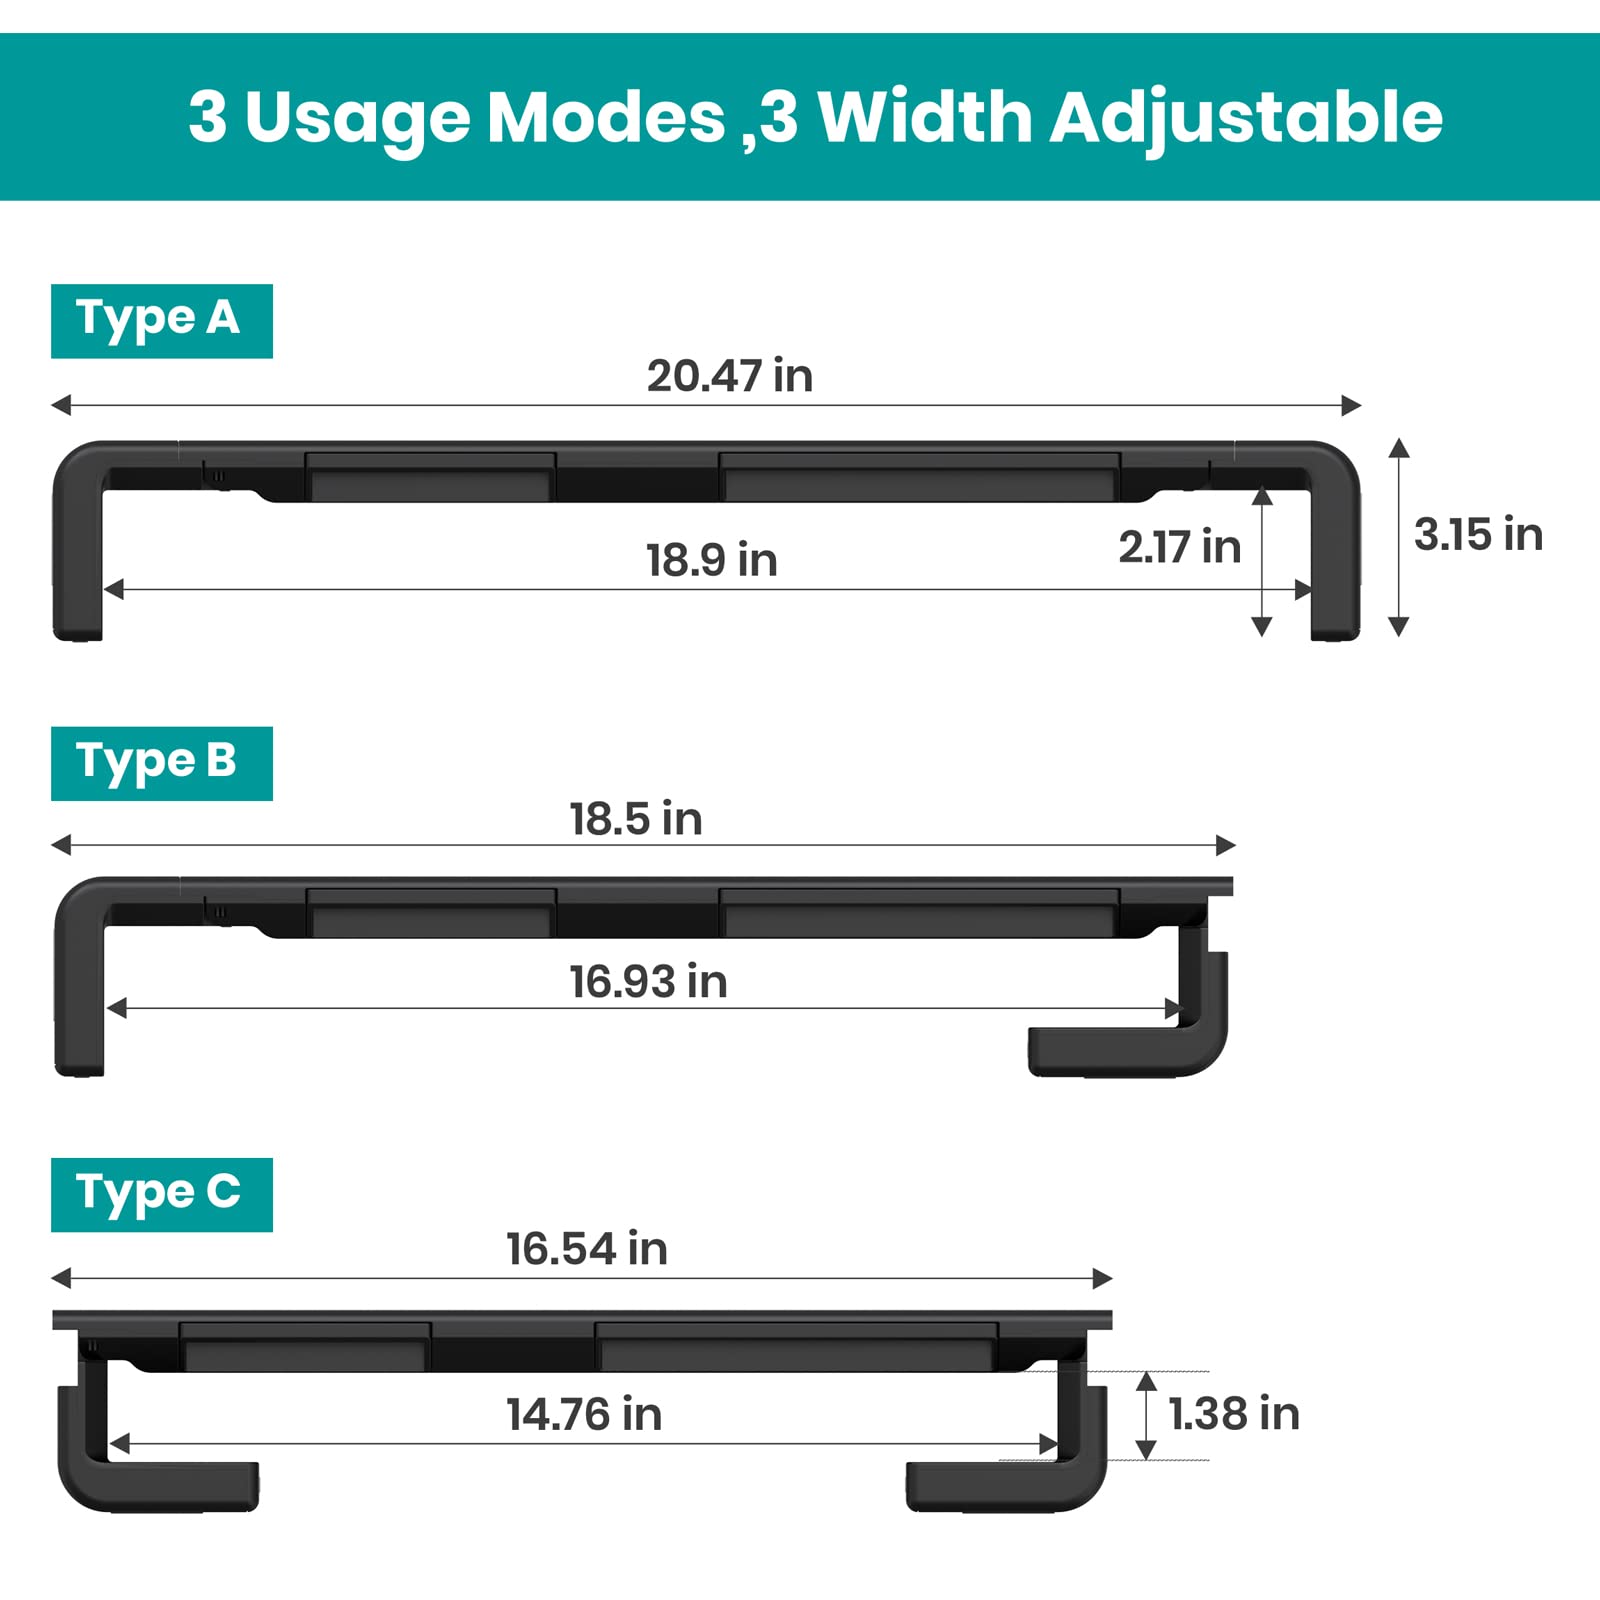 3 Usage Modes ,3 Width Adjustable
Type A
20.47 in
3.15 in
2.17 in
18.9 in
Type B
18.5 in
16.93 in
Type C
16.54 in
14.76 in
1.38 in